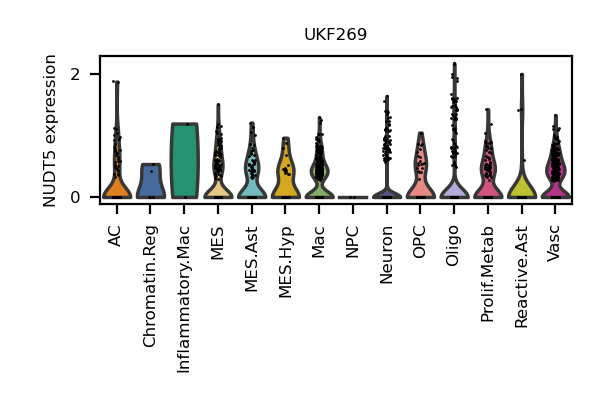 UKF269
NUDT5 expression
2
0
AC
Chromatin.Reg
Inflammatory.Mac
MES
MES.Ast
MES.Hyp
Mac
NPC
Neuron
OPC
Oligo
Prolif.Metab
Reactive.Ast
Vasc